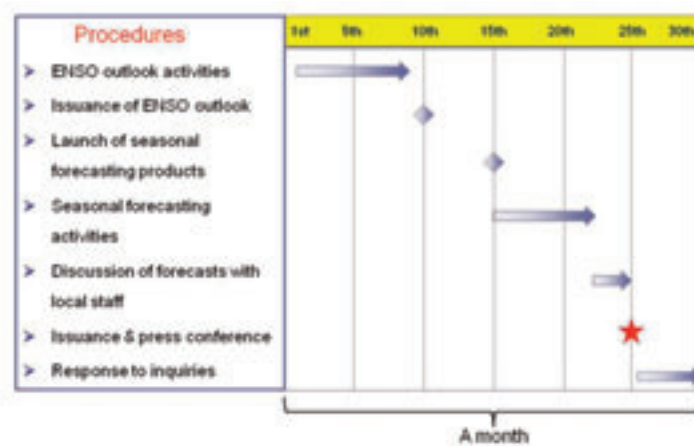 Procedures
1st 5th 10th 15th 20th 25th 30th
ENSO outlook activities
Issuance of ENSO outlook
Launch of seasonal
forecasting products
Seasonal forecasting
activities
Discussion of forecasts with
local staff
Issuance & press conference
Response to inquiries
A month